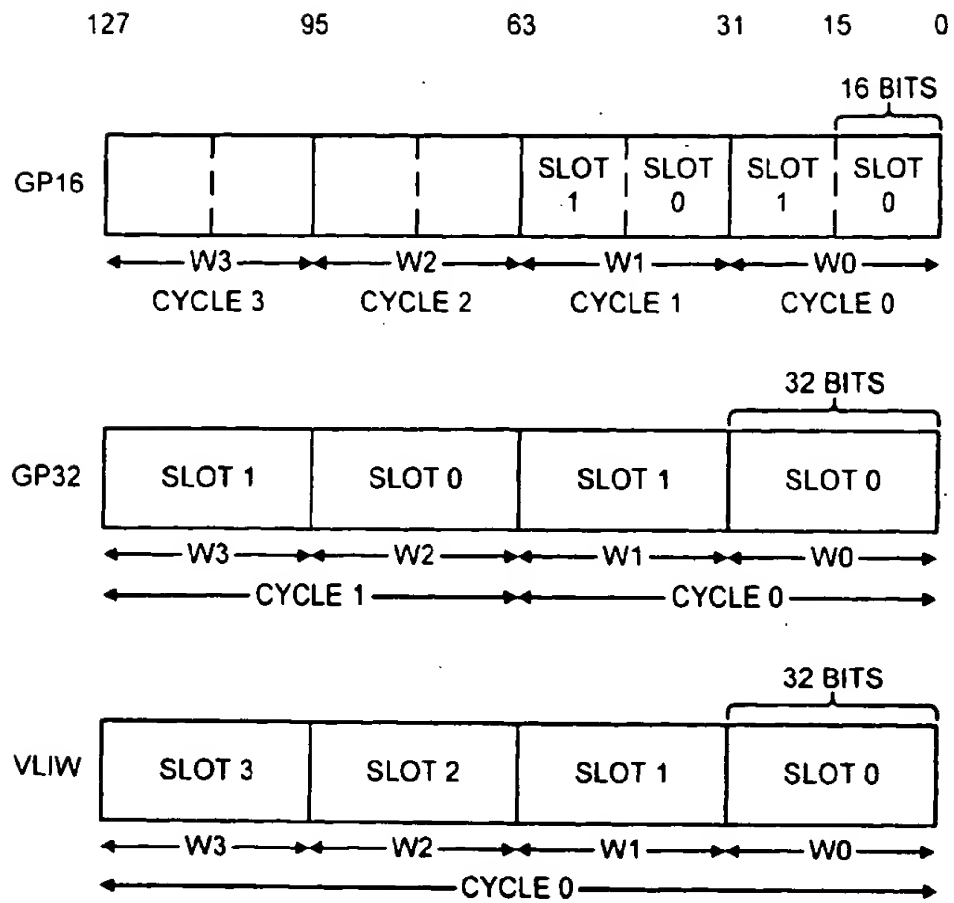 127 95 63 31 15 0
16 BITS
GP16
SLOT 1 SLOT 0 SLOT 1 SLOT 0
W3 W2 W1 W0
CYCLE 3 CYCLE 2 CYCLE 1 CYCLE 0
32 BITS
GP32 SLOT 1 SLOT 0 SLOT 1 SLOT 0
W3 W2 W1 W0
CYCLE 1 CYCLE 0
32 BITS
VLIW SLOT 3 SLOT 2 SLOT 1 SLOT 0
W3 W2 W1 W0
CYCLE 0